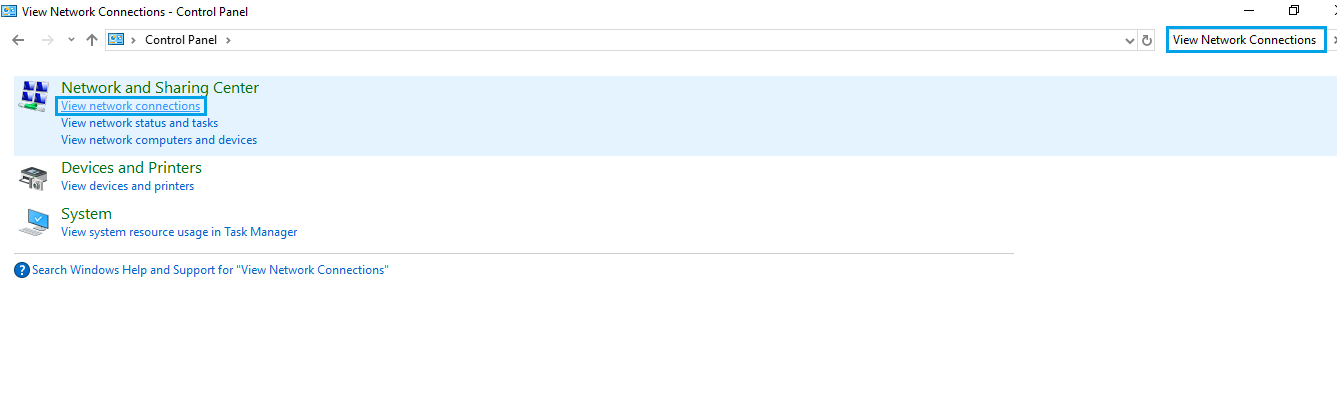 View Network Connections - Control Panel
Control Panel
View Network Connections
Network and Sharing Center
View network connections
View network status and tasks
View network computers and devices
Devices and Printers
View devices and printers
System
View system resource usage in Task Manager
? Search Windows Help and Support for "View Network Connections"